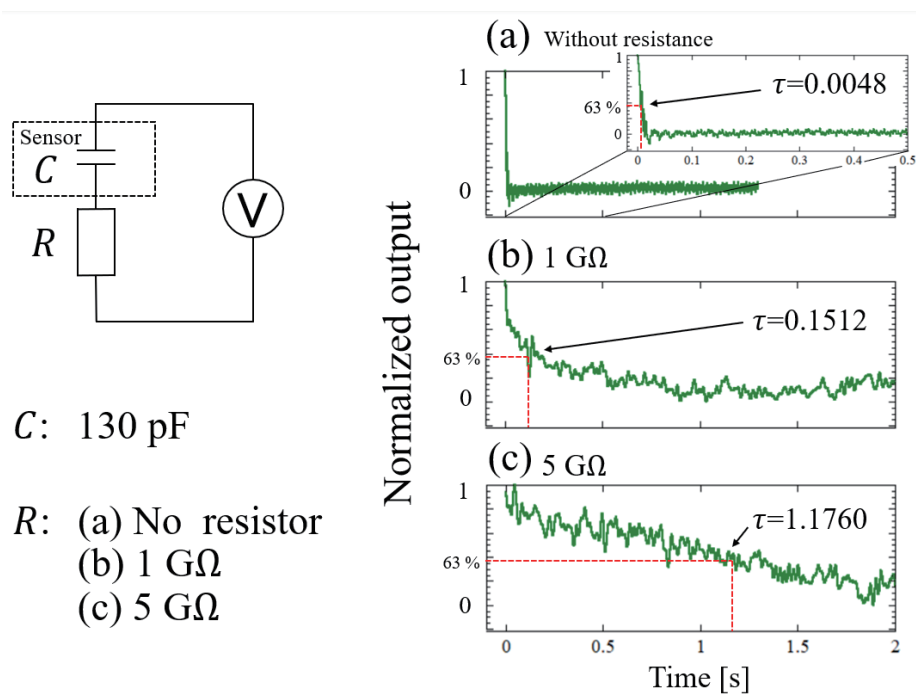 Sensor
C
R
V
C: 130 pF
R: (a) No resistor
(b) 1 GΩ
(c) 5 GΩ
Normalized output
(a) Without resistance
1
0
1
63 %
0
τ=0.0048
0 0.1 0.2 0.3 0.4 0.5
(b) 1 GΩ
1
63 %
0
τ=0.1512
(c) 5 GΩ
1
63 %
0
τ=1.1760
0 0.5 1 1.5 2
Time [s]